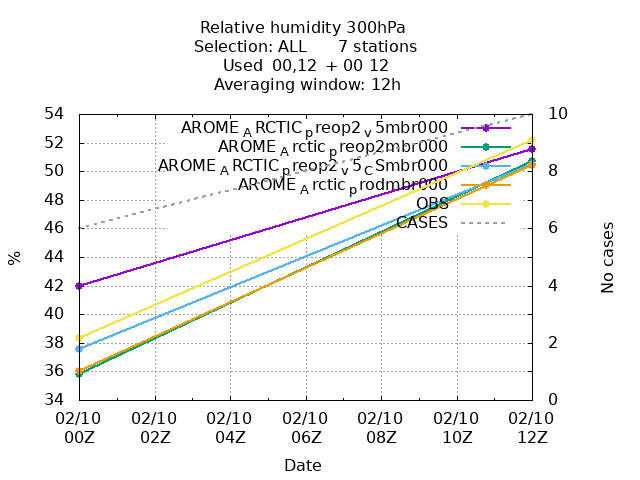 Relative humidity 300hPa
Selection: ALL 7 stations
Used 00,12 + 00 12
Averaging window: 12h
54 10
AROME_ARCTIC_preop2_v5mbr000
52
AROME_Arctic_preop2mbr000
50 8
AROME_ARCTIC_preop2_v5_CSmbr000
48
AROME_Arctic_prodmbr000
OBS
46 6
CASES
44
42 4
40
38
36 2
34 0
%
No cases
02/10 02/10 02/10 02/10 02/10 02/10 02/10
00Z 02Z 04Z 06Z 08Z 10Z 12Z
Date